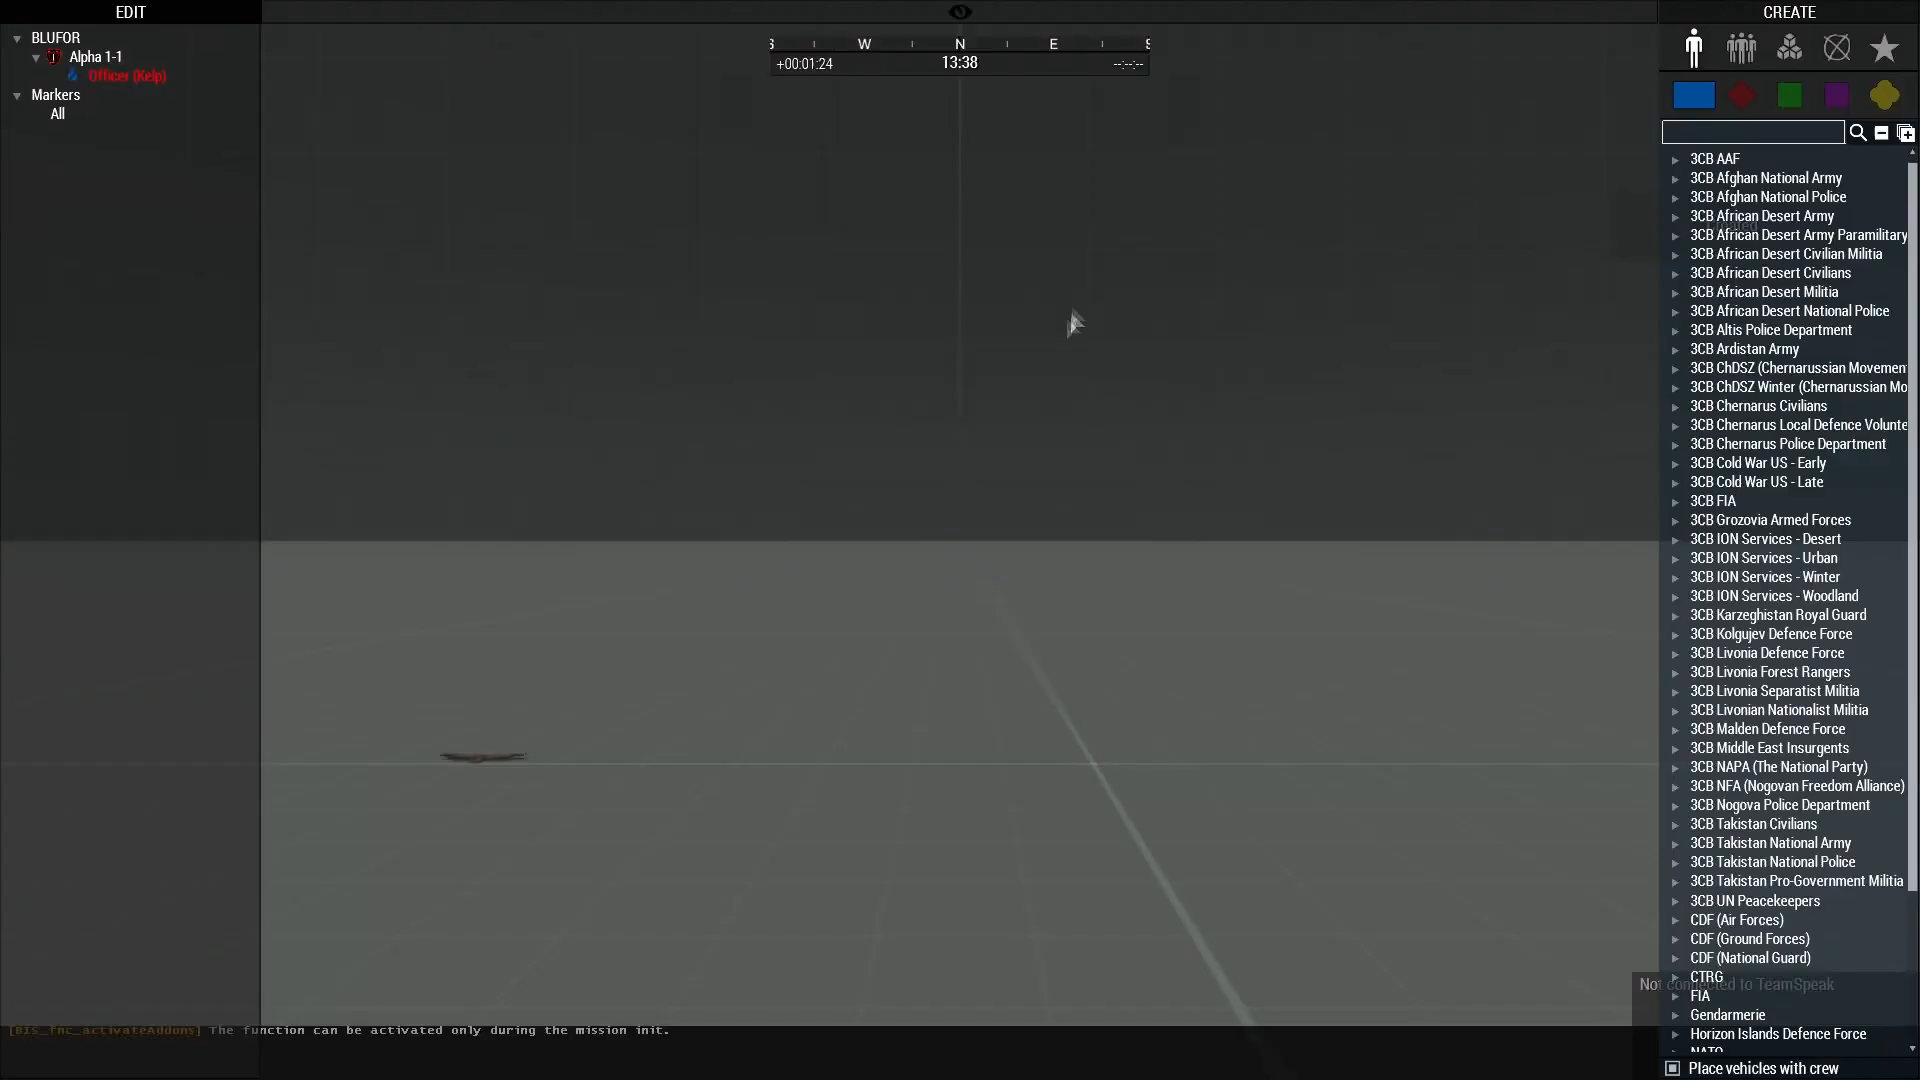 EDIT
BLUFOR
Alpha 1-1
Officer (Kelp)
Markers
All
S W N E S
+00:01:24 13:38 --:--:--
CREATE
3CB AAF
3CB Afghan National Army
3CB Afghan National Police
3CB African Desert Army
3CB African Desert Army Paramilitary
3CB African Desert Civilian Militia
3CB African Desert Civilians
3CB African Desert Militia
3CB African Desert National Police
3CB Altis Police Department
3CB Ardistan Army
3CB ChDSZ (Chernarussian Movemen
3CB ChDSZ Winter (Chernarussian Mo
3CB Chernarus Civilians
3CB Chernarus Local Defence Volunte
3CB Chernarus Police Department
3CB Cold War US - Early
3CB Cold War US - Late
3CB FIA
3CB Grozovia Armed Forces
3CB ION Services - Desert
3CB ION Services - Urban
3CB ION Services - Winter
3CB ION Services - Woodland
3CB Karzeghistan Royal Guard
3CB Kolgujev Defence Force
3CB Livonia Defence Force
3CB Livonia Forest Rangers
3CB Livonia Separatist Militia
3CB Livonian Nationalist Militia
3CB Malden Defence Force
3CB Middle East Insurgents
3CB NAPA (The National Party)
3CB NFA (Nogovan Freedom Alliance)
3CB Nogova Police Department
3CB Takistan Civilians
3CB Takistan National Army
3CB Takistan National Police
3CB Takistan Pro-Government Militia
3CB UN Peacekeepers
CDF (Air Forces)
CDF (Ground Forces)
CDF (National Guard)
CTRG
Not connected to TeamSpeak
FIA
Gendarmerie
Horizon Islands Defence Force
NATO
Place vehicles with crew
[BIS_fnc_activateAddons] The function can be activated only during the mission init.